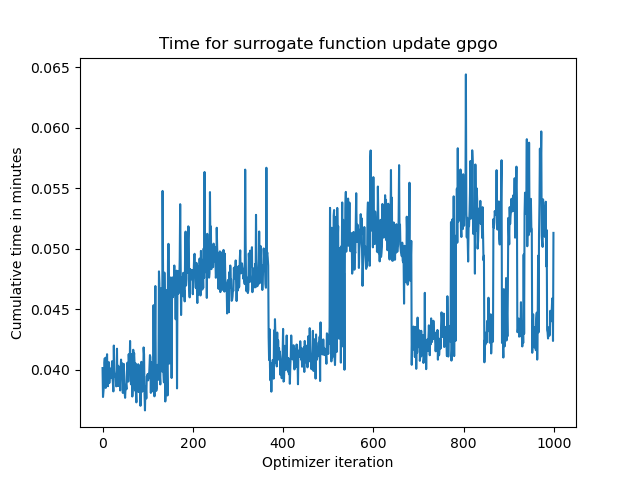 Time for surrogate function update gpgo
0.065
0.060
0.055
0.050
0.045
0.040
Cumulative time in minutes
0 200 400 600 800 1000
Optimizer iteration